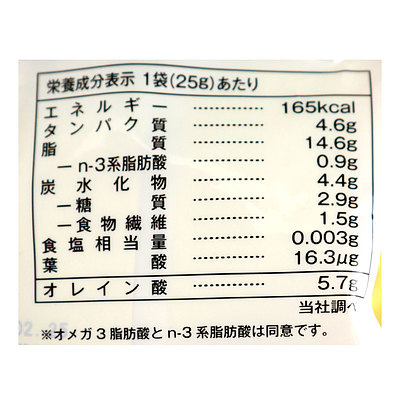 栄養成分表示 1袋(25g)あたり
エネルギー ………… 165kcal
タンパク質 ………… 4.6g
脂質 ………… 14.6g
―n-3系脂肪酸 ………… 0.9g
炭水化物 ………… 4.4g
―糖質 ………… 2.9g
―食物繊維 ………… 1.5g
食塩相当量 ………… 0.003g
葉酸 ………… 16.3μg
オレイン酸 ………… 5.7g
当社調べ
※オメガ3脂肪酸とn-3系脂肪酸は同意です。